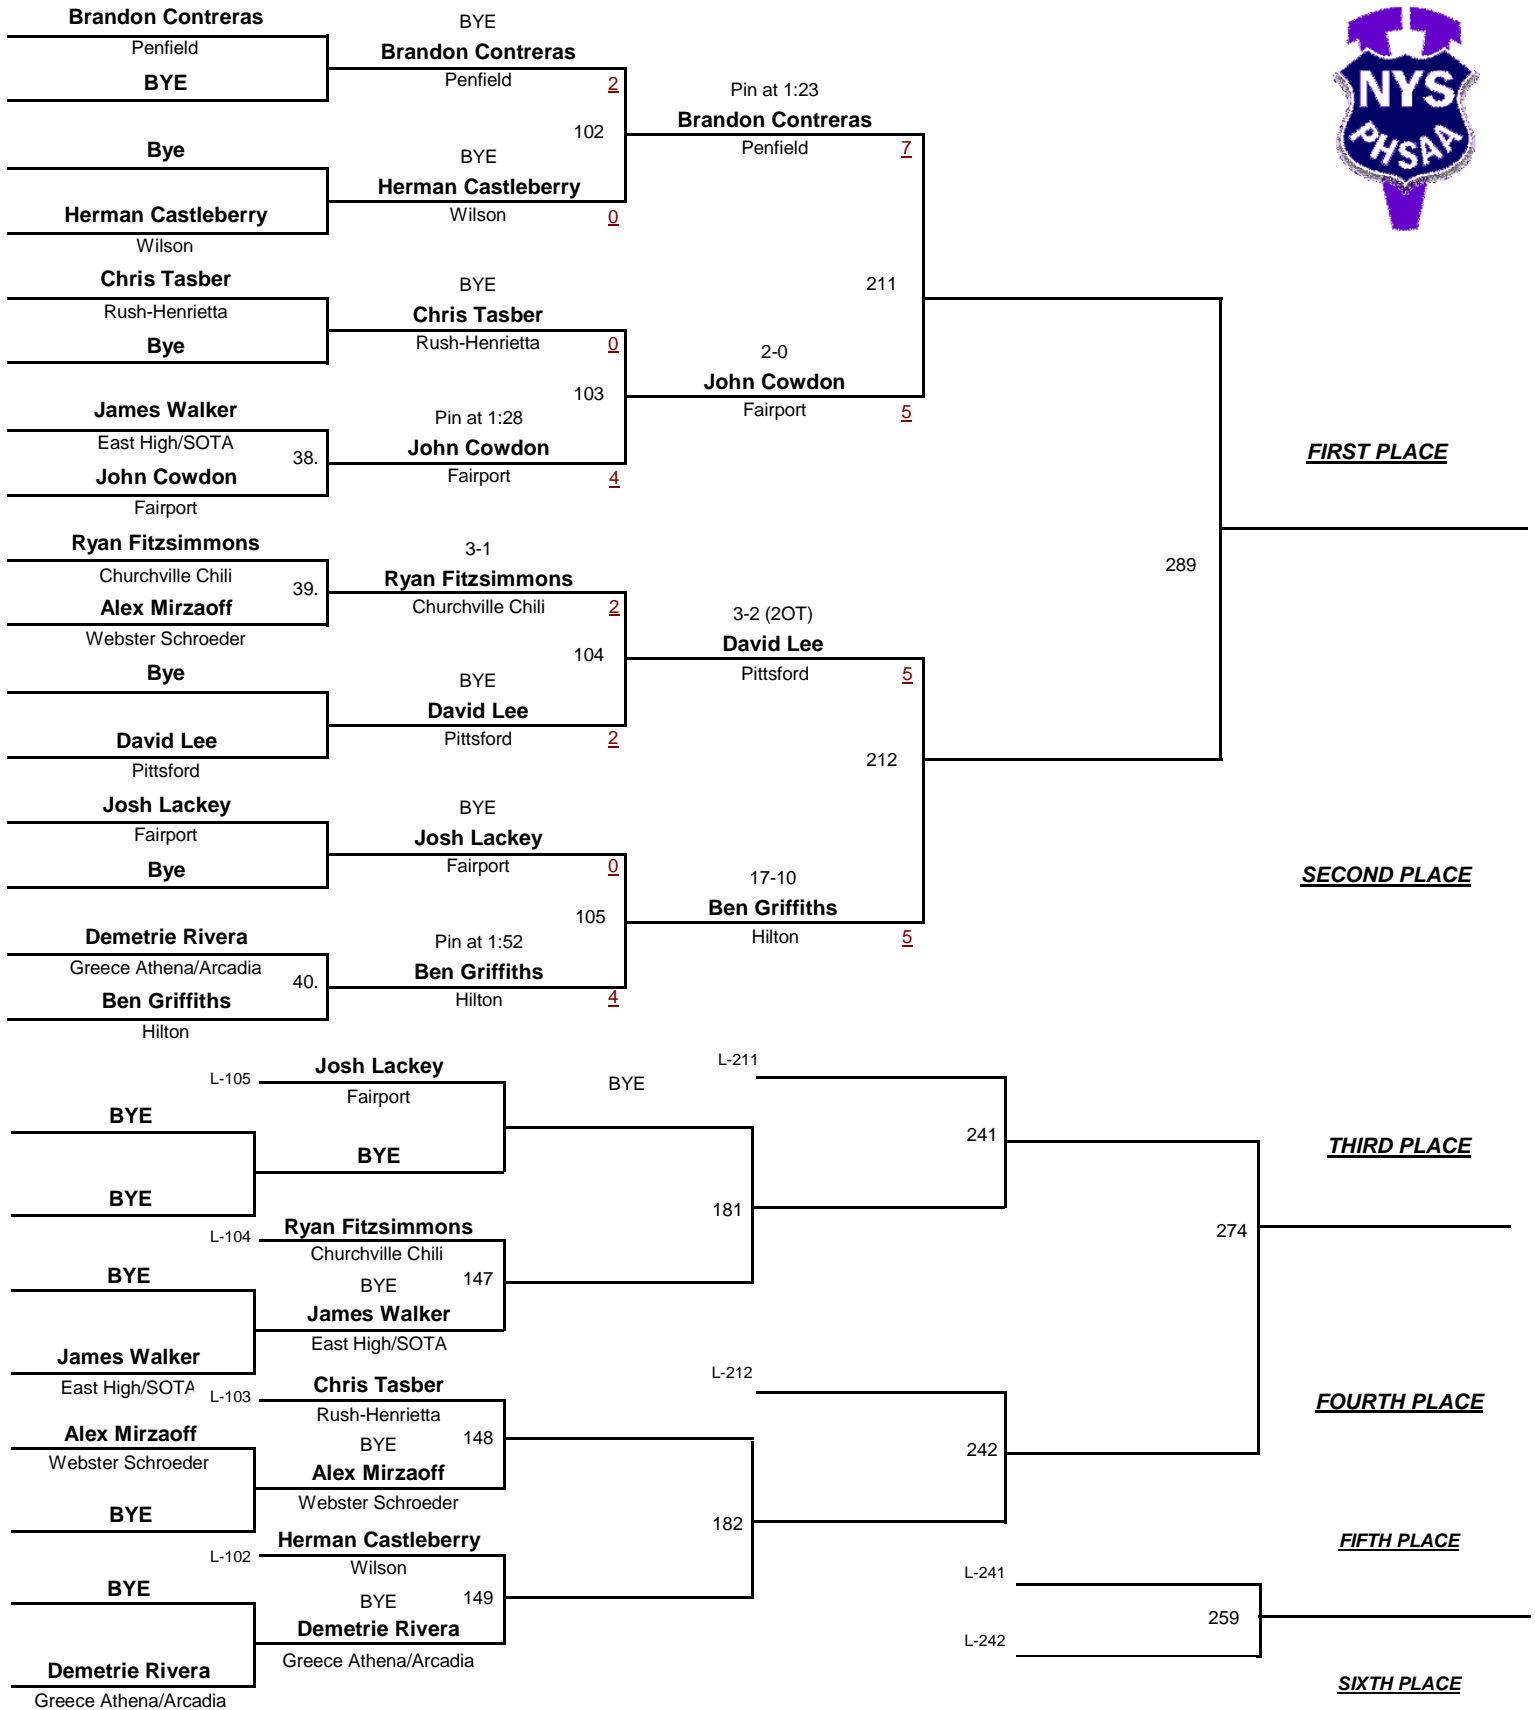 Brandon Contreras
BYE
Penfield
Brandon Contreras
BYE
Penfield
2
Pin at 1:23
Brandon Contreras
102
Penfield
7
Bye
BYE
Herman Castleberry
Herman Castleberry
Wilson
0
Wilson
NYS
PHSAA
Chris Tasber
BYE
211
Rush-Henrietta
Chris Tasber
Bye
Rush-Henrietta
0
2-0
John Cowdon
103
James Walker
Pin at 1:28
Fairport
5
East High/SOTA
38.
John Cowdon
FIRST PLACE
John Cowdon
Fairport
4
Fairport
Ryan Fitzsimmons
3-1
Churchville Chili
39.
Ryan Fitzsimmons
289
Alex Mirzaoff
Churchville Chili
2
3-2 (2OT)
Webster Schroeder
David Lee
104
Bye
BYE
Pittsford
5
David Lee
David Lee
Pittsford
2
Pittsford
212
Josh Lackey
BYE
Fairport
Josh Lackey
Bye
Fairport
0
17-10
SECOND PLACE
Ben Griffiths
105
Demetrie Rivera
Pin at 1:52
Hilton
5
Greece Athena/Arcadia
40.
Ben Griffiths
Ben Griffiths
Hilton
4
Hilton
L-105
Josh Lackey
BYE
L-211
Fairport
BYE
241
BYE
THIRD PLACE
BYE
181
L-104
Ryan Fitzsimmons
274
Churchville Chili
BYE
BYE
147
James Walker
James Walker
East High/SOTA
East High/SOTA
L-103
Chris Tasber
L-212
Rush-Henrietta
FOURTH PLACE
Alex Mirzaoff
BYE
148
242
Webster Schroeder
Alex Mirzaoff
BYE
Webster Schroeder
182
L-102
Herman Castleberry
FIFTH PLACE
Wilson
L-241
BYE
BYE
149
259
Demetrie Rivera
L-242
Demetrie Rivera
Greece Athena/Arcadia
SIXTH PLACE
Greece Athena/Arcadia